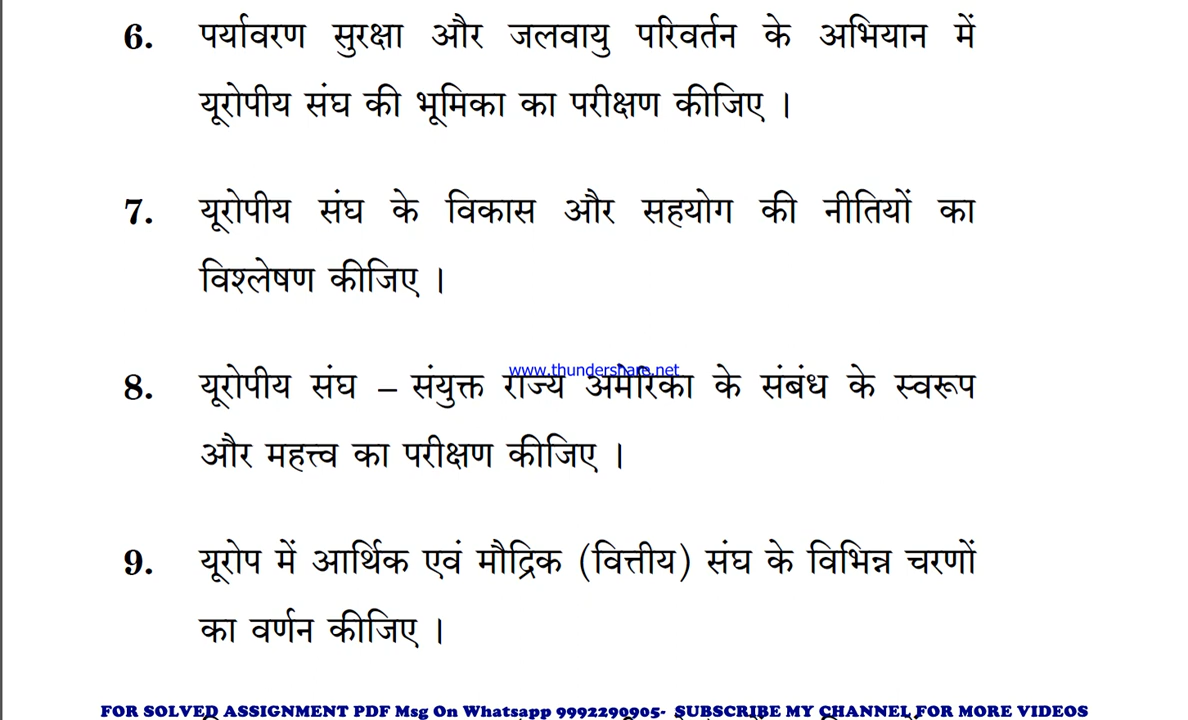 6. पर्यावरण सुरक्षा और जलवायु परिवर्तन के अभियान में
यूरोपीय संघ की भूमिका का परीक्षण कीजिए ।
7. यूरोपीय संघ के विकास और सहयोग की नीतियों का
विश्लेषण कीजिए ।
www.thundershare.net
8. यूरोपीय संघ – संयुक्त राज्य अमेरिका के संबंध के स्वरूप
और महत्त्व का परीक्षण कीजिए ।
9. यूरोप में आर्थिक एवं मौद्रिक (वित्तीय) संघ के विभिन्न चरणों
का वर्णन कीजिए ।
FOR SOLVED ASSIGNMENT PDF Msg On Whatsapp 9992290905- SUBSCRIBE MY CHANNEL FOR MORE VIDEOS